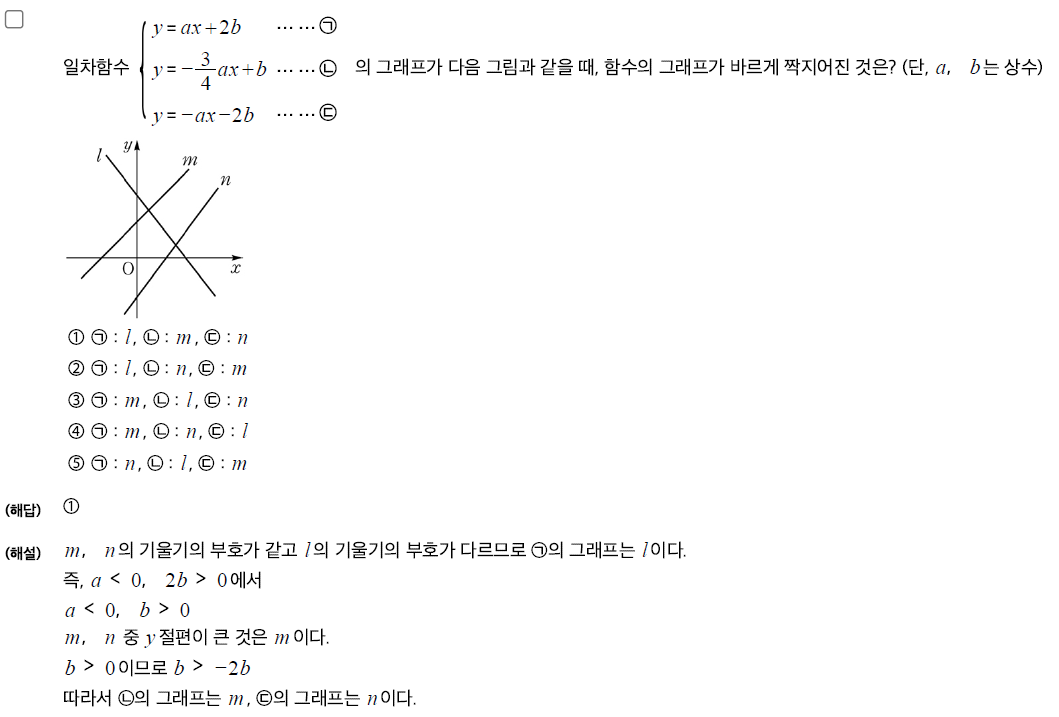 y = ax + 2b …… ㉠
일차함수 y = -3/4 ax + b …… ㉡ 의 그래프가 다음 그림과 같을 때, 함수의 그래프가 바르게 짝지어진 것은? (단, a, b는 상수)
y = -ax - 2b …… ㉢
l y m n
O x
① ㉠ : l, ㉡ : m, ㉢ : n
② ㉠ : l, ㉡ : n, ㉢ : m
③ ㉠ : m, ㉡ : l, ㉢ : n
④ ㉠ : m, ㉡ : n, ㉢ : l
⑤ ㉠ : n, ㉡ : l, ㉢ : m
(해답) ①
(해설) m, n의 기울기의 부호가 같고 l의 기울기의 부호가 다르므로 ㉠의 그래프는 l이다.
즉, a < 0, 2b > 0에서
a < 0, b > 0
m, n 중 y절편이 큰 것은 m이다.
b > 0이므로 b > -2b
따라서 ㉡의 그래프는 m, ㉢의 그래프는 n이다.